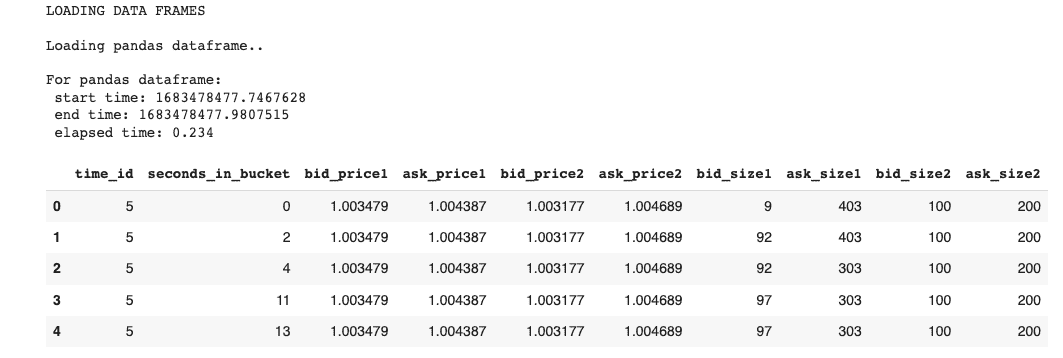 LOADING DATA FRAMES
Loading pandas dataframe..
For pandas dataframe:
start time: 1683478477.7467628
end time: 1683478477.9807515
elapsed time: 0.234
time_id seconds_in_bucket bid_price1 ask_price1 bid_price2 ask_price2 bid_size1 ask_size1 bid_size2 ask_size2
0 5 0 1.003479 1.004387 1.003177 1.004689 9 403 100 200
1 5 2 1.003479 1.004387 1.003177 1.004689 92 403 100 200
2 5 4 1.003479 1.004387 1.003177 1.004689 92 303 100 200
3 5 11 1.003479 1.004387 1.003177 1.004689 97 303 100 200
4 5 13 1.003479 1.004387 1.003177 1.004689 97 303 100 200